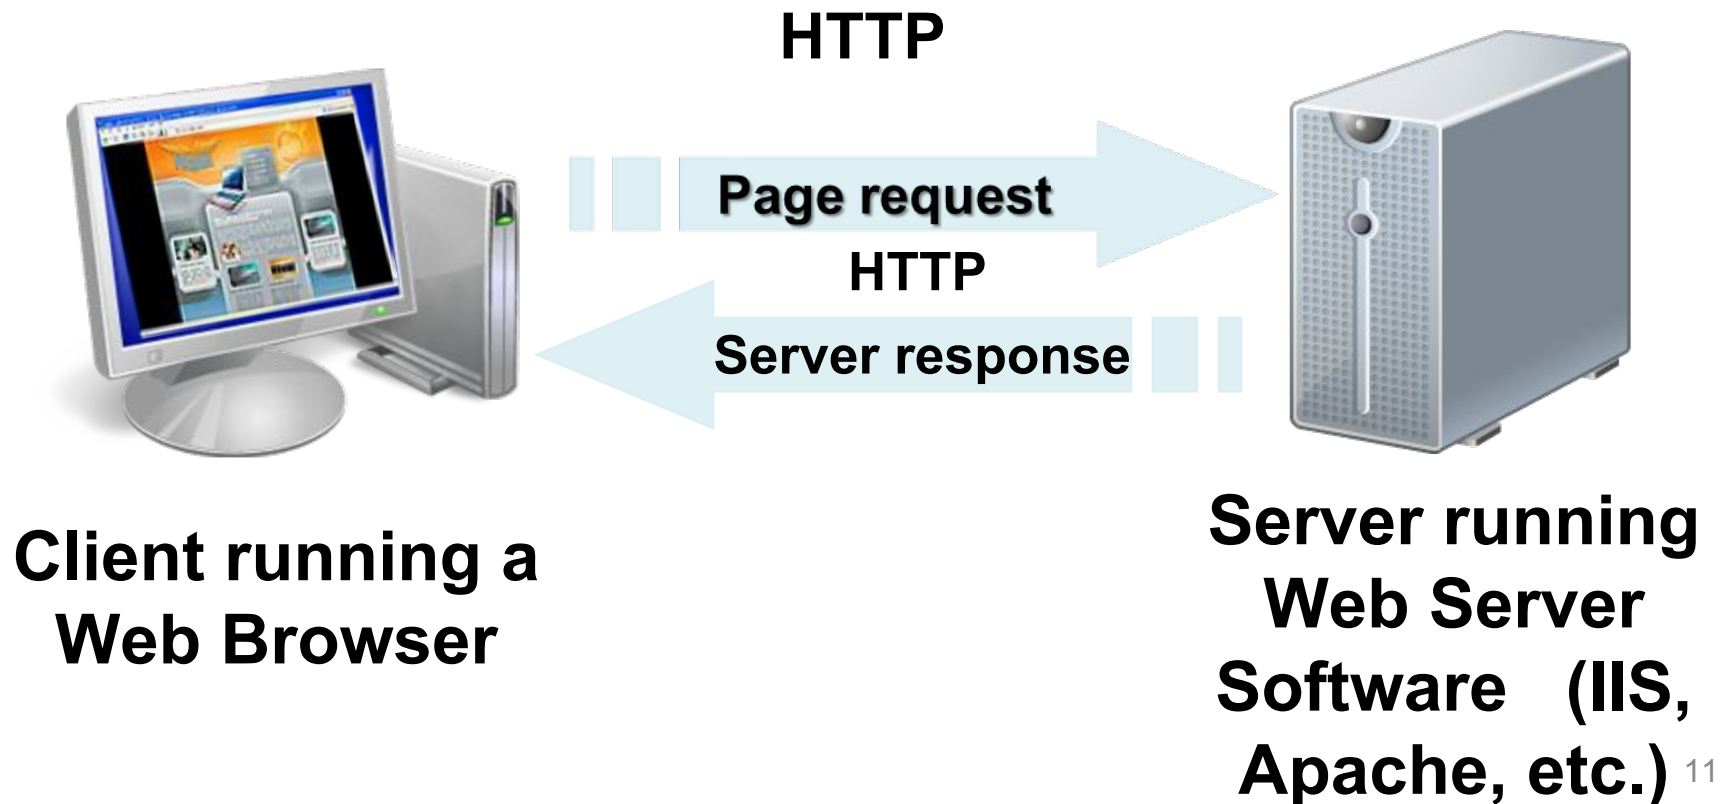 HTTP
Page request
HTTP
Server response
Client running a
Web Browser
Server running
Web Server
Software (IIS,
Apache, etc.)
11